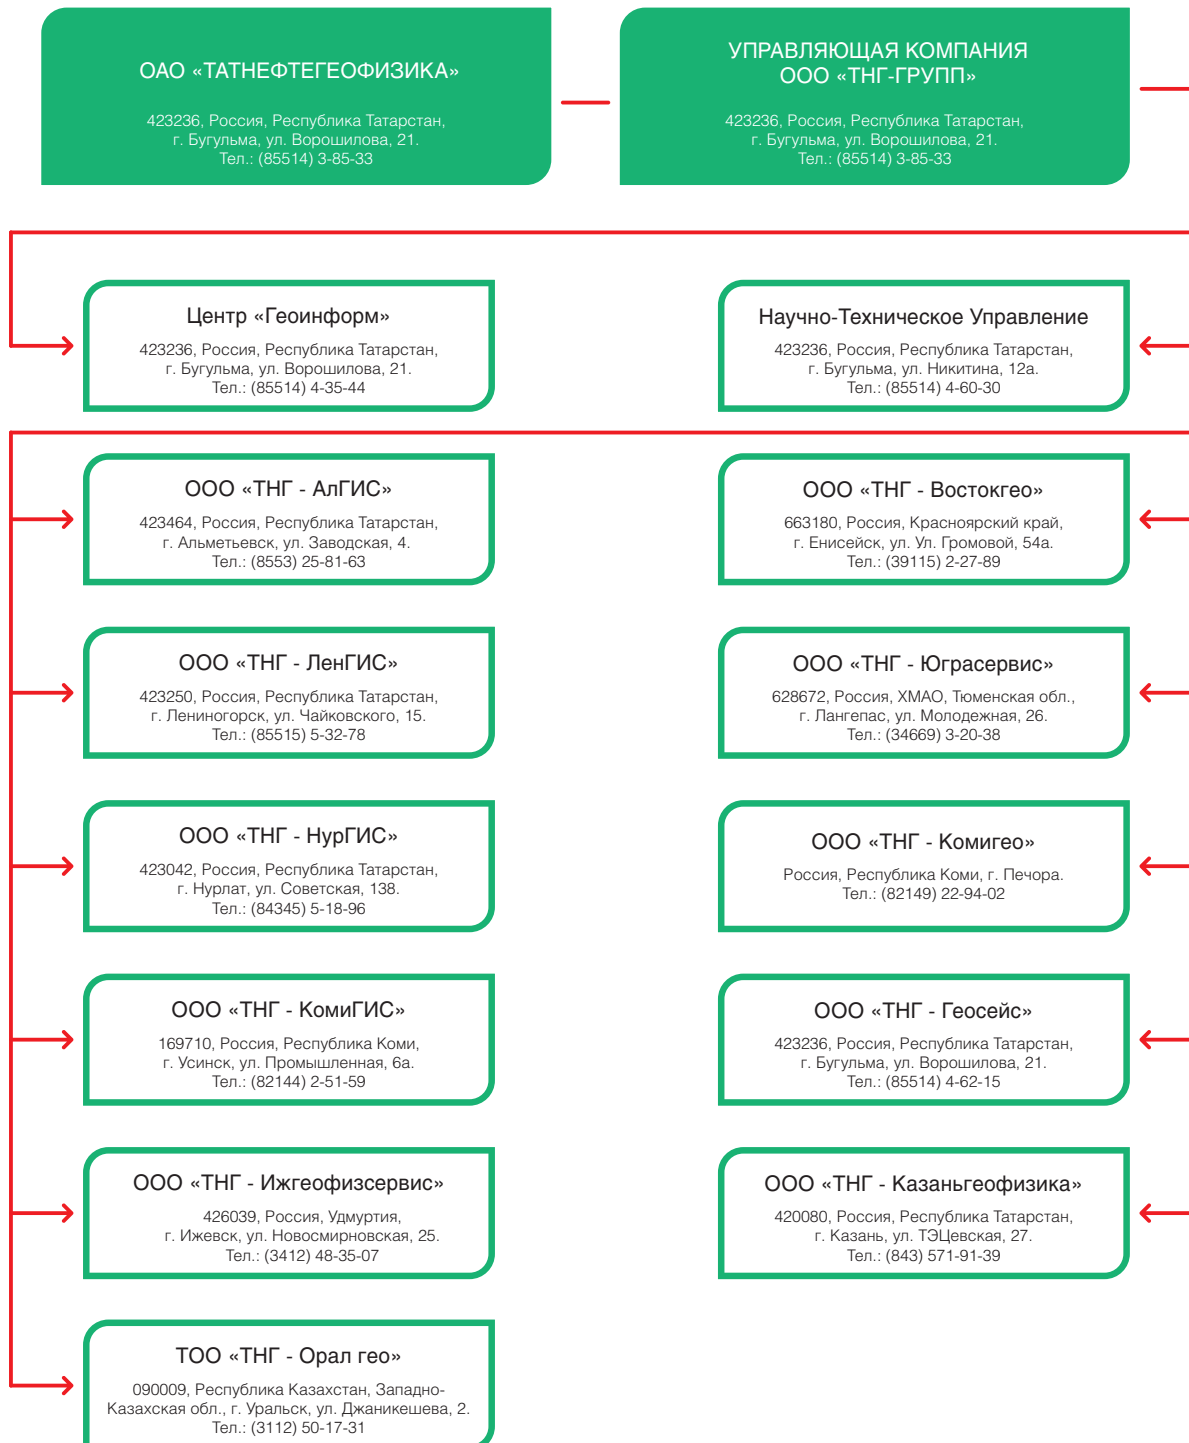 ОАО «ТАТНЕФТЕГЕОФИЗИКА»
423236, Россия, Республика Татарстан,
г. Бугульма, ул. Ворошилова, 21.
Тел.: (85514) 3-85-33
УПРАВЛЯЮЩАЯ КОМПАНИЯ
ООО «ТНГ-ГРУПП»
423236, Россия, Республика Татарстан,
г. Бугульма, ул. Ворошилова, 21.
Тел.: (85514) 3-85-33
Центр «Геоинформ»
423236, Россия, Республика Татарстан,
г. Бугульма, ул. Ворошилова, 21.
Тел.: (85514) 4-35-44
Научно-Техническое Управление
423236, Россия, Республика Татарстан,
г. Бугульма, ул. Никитина, 12а.
Тел.: (85514) 4-60-30
ООО «ТНГ - АлГИС»
423464, Россия, Республика Татарстан,
г. Альметьевск, ул. Заводская, 4.
Тел.: (8553) 25-81-63
ООО «ТНГ - Востокгео»
663180, Россия, Красноярский край,
г. Енисейск, ул. Ул. Громовой, 54а.
Тел.: (39115) 2-27-89
ООО «ТНГ - ЛенГИС»
423250, Россия, Республика Татарстан,
г. Лениногорск, ул. Чайковского, 15.
Тел.: (85515) 5-32-78
ООО «ТНГ - Юграсервис»
628672, Россия, ХМАО, Тюменская обл.,
г. Лангепас, ул. Молодежная, 26.
Тел.: (34669) 3-20-38
ООО «ТНГ - НурГИС»
423042, Россия, Республика Татарстан,
г. Нурлат, ул. Советская, 138.
Тел.: (84345) 5-18-96
ООО «ТНГ - Комигео»
Россия, Республика Коми, г. Печора.
Тел.: (82149) 22-94-02
ООО «ТНГ - КомиГИС»
169710, Россия, Республика Коми,
г. Усинск, ул. Промышленная, 6а.
Тел.: (82144) 2-51-59
ООО «ТНГ - Геосейс»
423236, Россия, Республика Татарстан,
г. Бугульма, ул. Ворошилова, 21.
Тел.: (85514) 4-62-15
ООО «ТНГ - Ижгеофизсервис»
426039, Россия, Удмуртия,
г. Ижевск, ул. Новосмирновская, 25.
Тел.: (3412) 48-35-07
ООО «ТНГ - Казаньгеофизика»
420080, Россия, Республика Татарстан,
г. Казань, ул. ТЭЦевская, 27.
Тел.: (843) 571-91-39
ТОО «ТНГ - Орал гео»
090009, Республика Казахстан, Западно-
Казахская обл., г. Уральск, ул. Джаникешева, 2.
Тел.: (3112) 50-17-31